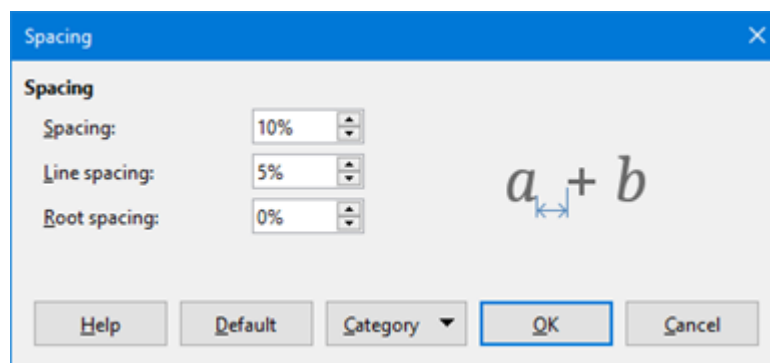 Spacing
Spacing
Spacing: 10%
Line spacing: 5%
Root spacing: 0%
a + b
Help Default Category OK Cancel